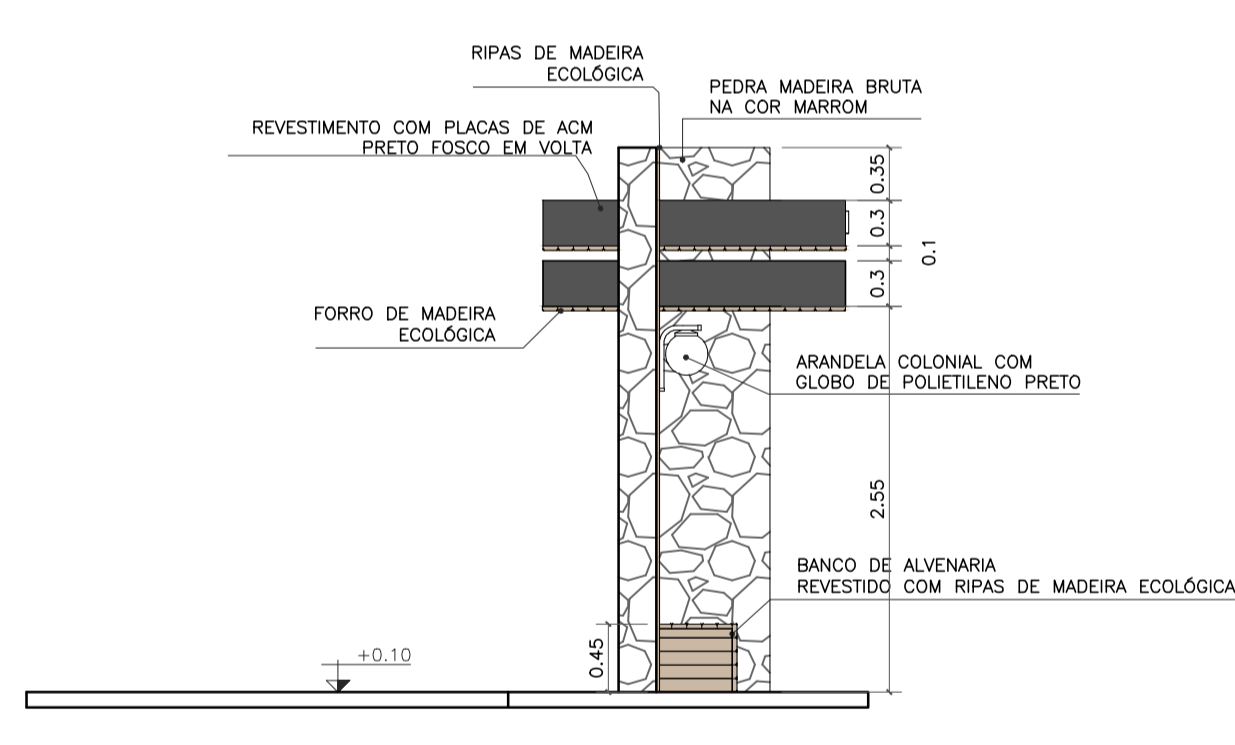 RIPAS DE MADEIRA
ECOLÓGICA
PEDRA MADEIRA BRUTA
NA COR MARROM
REVESTIMENTO COM PLACAS DE ACM
PRETO FOSCO EM VOLTA
0.35
0.3
0.1
0.3
FORRO DE MADEIRA
ECOLÓGICA
ARANDELA COLONIAL COM
GLOBO DE POLIETILENO PRETO
2.55
BANCO DE ALVENARIA
REVESTIDO COM RIPAS DE MADEIRA ECOLÓGICA
0.45
+0.10